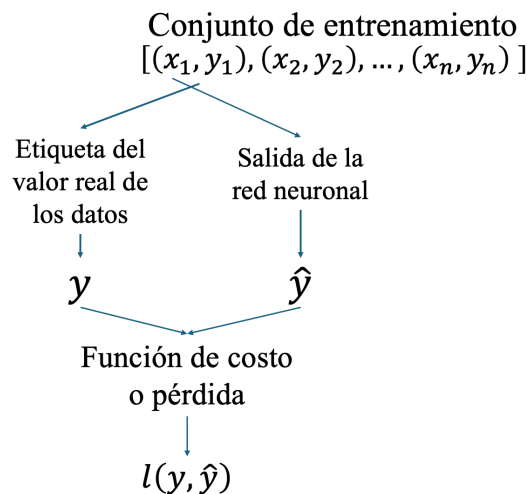 Conjunto de entrenamiento
[(x₁, y₁), (x₂, y₂), ..., (xₙ, yₙ) ]
Etiqueta del
valor real de
los datos
Salida de la
red neuronal
y
ŷ
Función de costo
o pérdida
l(y, ŷ)